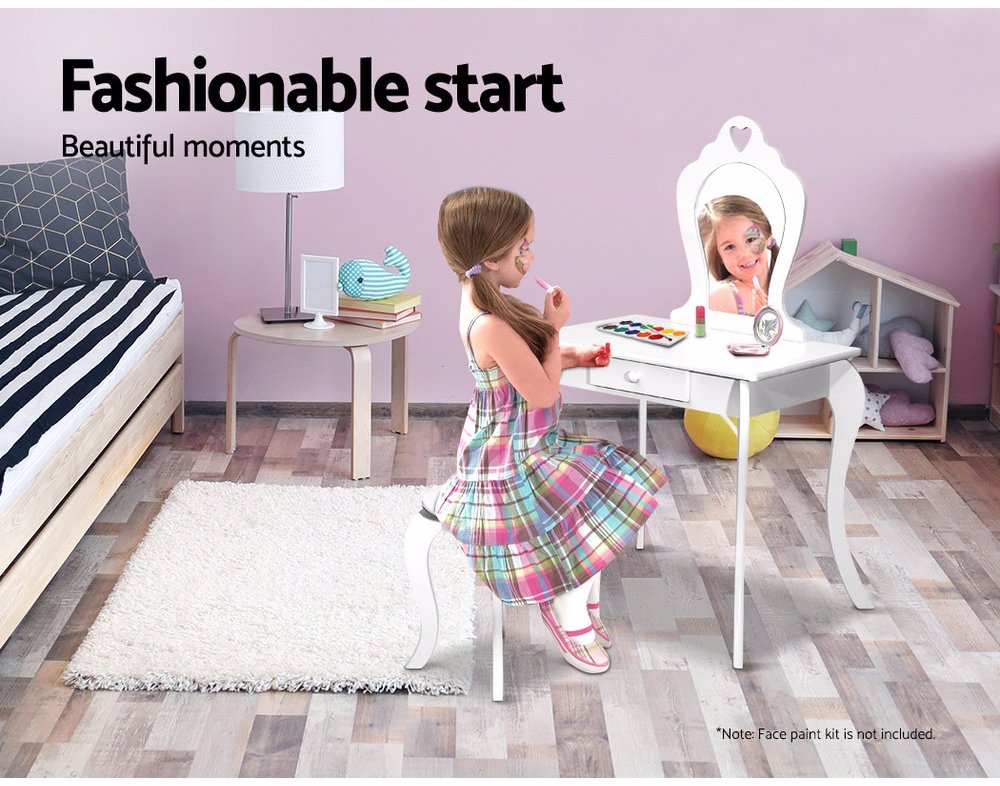 Fashionable start
Beautiful moments
*Note: Face paint kit is not included.